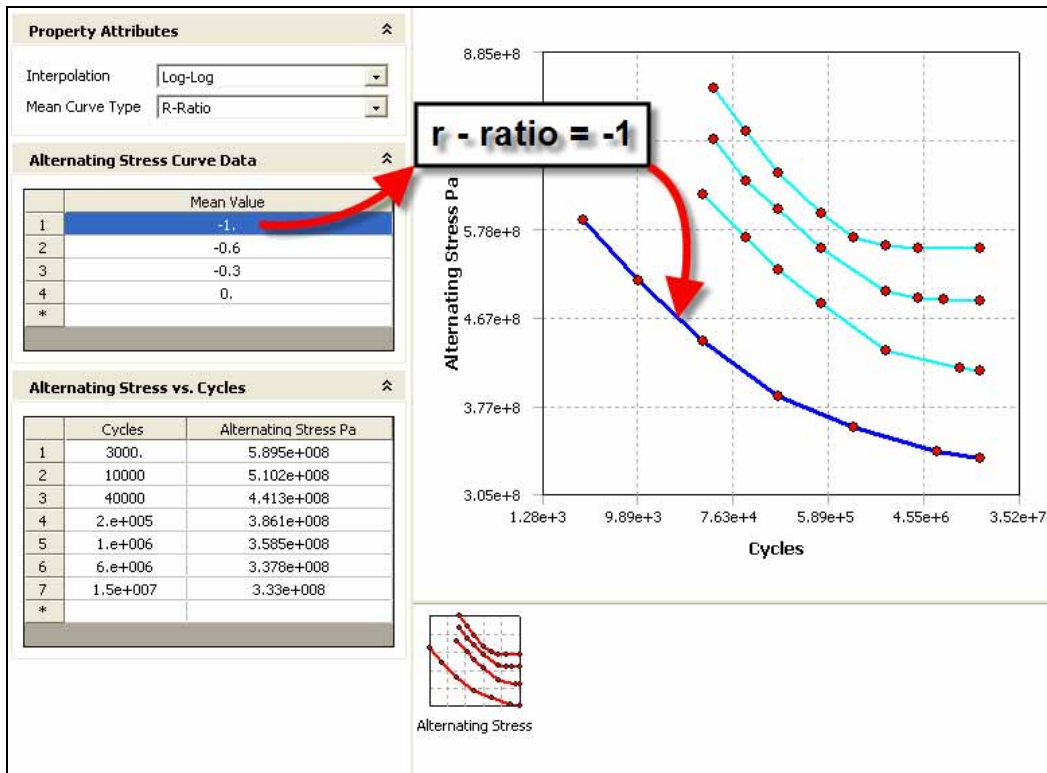 Property Attributes
Interpolation Log-Log
Mean Curve Type R-Ratio
Alternating Stress Curve Data
Mean Value
1 -1.
2 -0.6
3 -0.3
4 0.
*
Alternating Stress vs. Cycles
Cycles Alternating Stress Pa
1 3000. 5.895e+008
2 10000 5.102e+008
3 40000 4.413e+008
4 2.e+005 3.861e+008
5 1.e+006 3.585e+008
6 6.e+006 3.378e+008
7 1.5e+007 3.33e+008
*
r - ratio = -1
Alternating Stress Pa
8.85e+8
5.78e+8
4.67e+8
3.77e+8
3.05e+8
1.28e+3 9.89e+3 7.63e+4 5.89e+5 4.55e+6 3.52e+7
Cycles
Alternating Stress